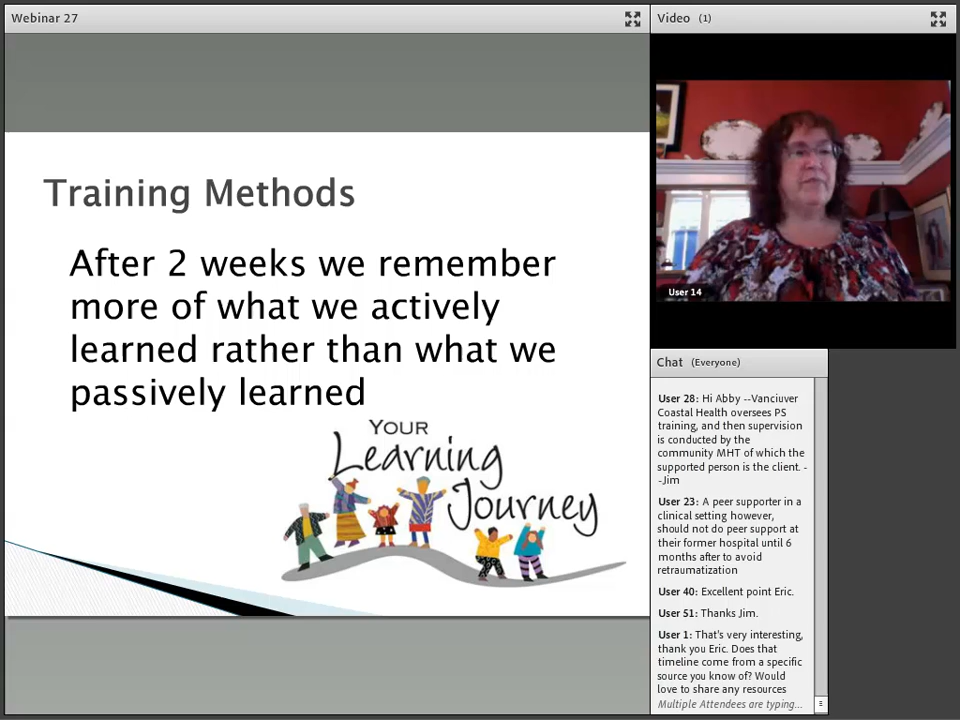 Webinar 27
Training Methods
After 2 weeks we remember
more of what we actively
learned rather than what we
passively learned
YOUR
Learning
Journey
Video (1)
User 14
Chat (Everyone)
User 28: Hi Abby --Vanciuver
Coastal Health oversees PS
training, and then supervision
is conducted by the
community MHT of which the
supported person is the client. -
-Jim
User 23: A peer supporter in a
clinical setting however,
should not do peer support at
their former hospital until 6
months after to avoid
retraumatization
User 40: Excellent point Eric.
User 51: Thanks Jim.
User 1: That's very interesting,
thank you Eric. Does that
timeline come from a specific
source you know of? Would
love to share any resources
Multiple Attendees are typing...